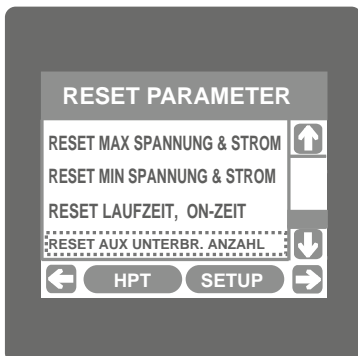 RESET PARAMETER
RESET MAX SPANNUNG & STROM
RESET MIN SPANNUNG & STROM
RESET LAUFZEIT, ON-ZEIT
RESET AUX UNTERBR. ANZAHL
HPT SETUP